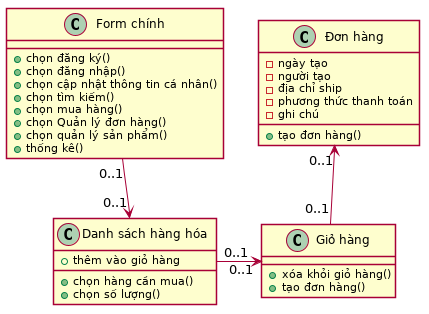 C Form chính
chọn đăng ký()
chọn đăng nhập()
chọn cập nhật thông tin cá nhân()
chọn tìm kiếm()
chọn mua hàng()
chọn Quản lý đơn hàng()
chọn quản lý sản phẩm()
thống kê()
C Đơn hàng
ngày tạo
người tạo
địa chỉ ship
phương thức thanh toán
ghi chú
tạo đơn hàng()
0..1
0..1
0..1
0..1
C Danh sách hàng hóa
thêm vào giỏ hàng
chọn hàng cần mua()
chọn số lượng()
0..1
0..1
C Giỏ hàng
xóa khỏi giỏ hàng()
tạo đơn hàng()